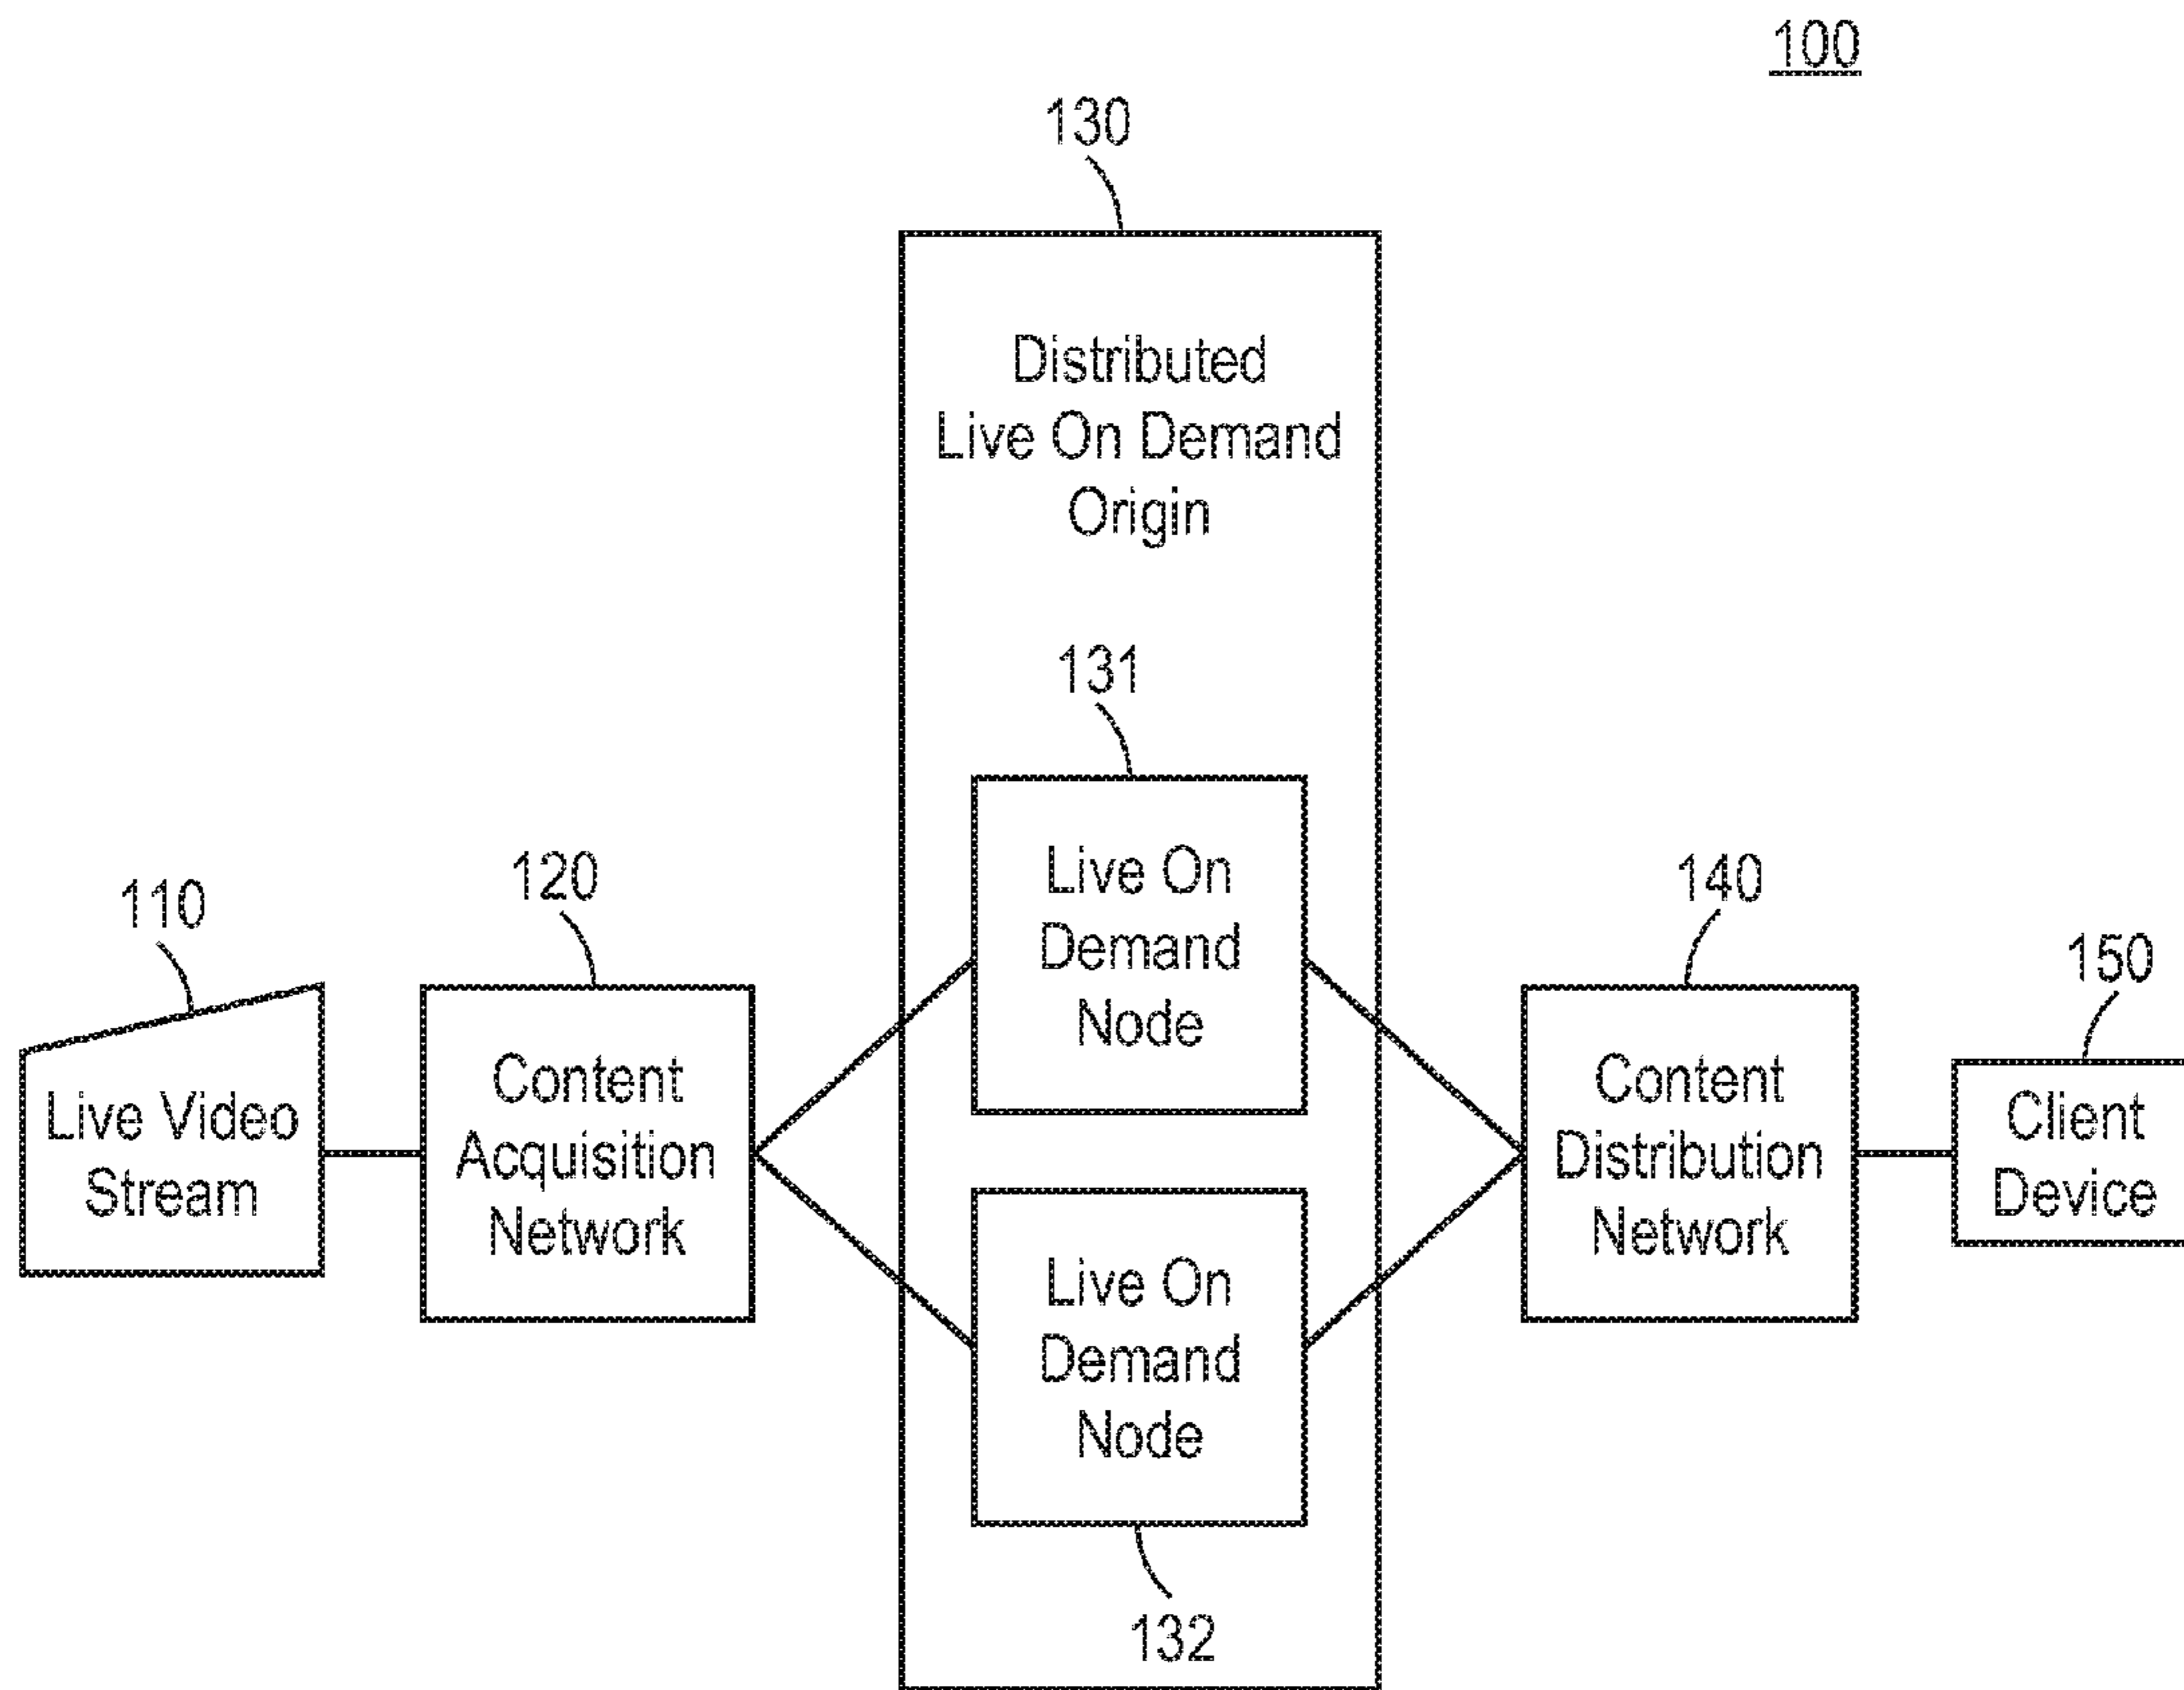 100
130
Distributed
Live On Demand
Origin
131
Live On
Demand
Node
110
Live Video
Stream
120
Content
Acquisition
Network
Live On
Demand
Node
132
140
Content
Distribution
Network
150
Client
Device